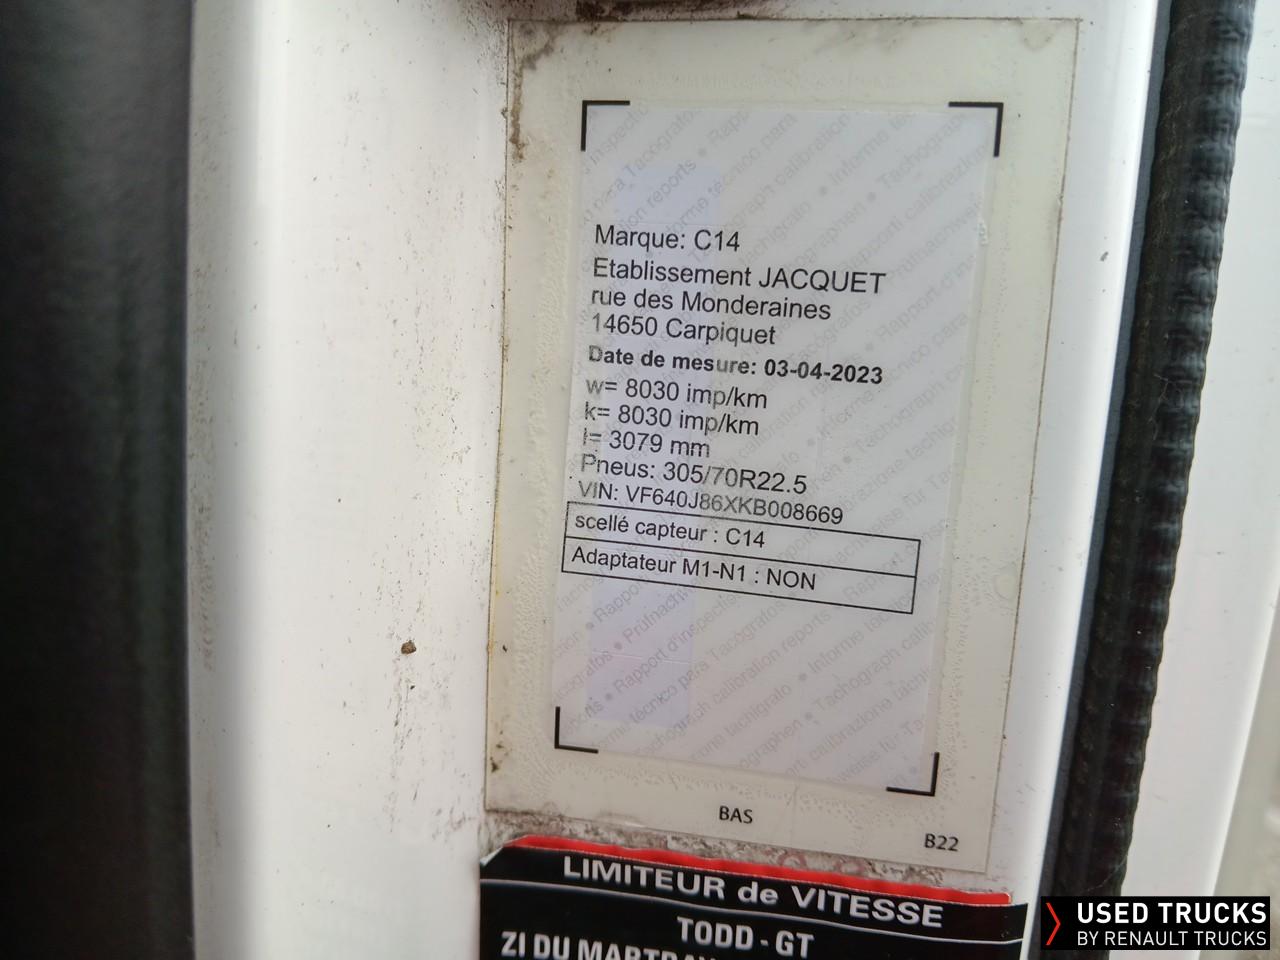 Marque: C14
Etablissement JACQUET
rue des Monderaines
14650 Carpiquet
Date de mesure: 03-04-2023
w= 8030 imp/km
k= 8030 imp/km
l= 3079 mm
Pneus: 305/70R22.5
VIN: VF640J86XKB008669
scellé capteur : C14
Adaptateur M1-N1 : NON
BAS
B22
LIMITEUR de VITESSE
TODD - GT
ZI DU
USED TRUCKS
BY RENAULT TRUCKS